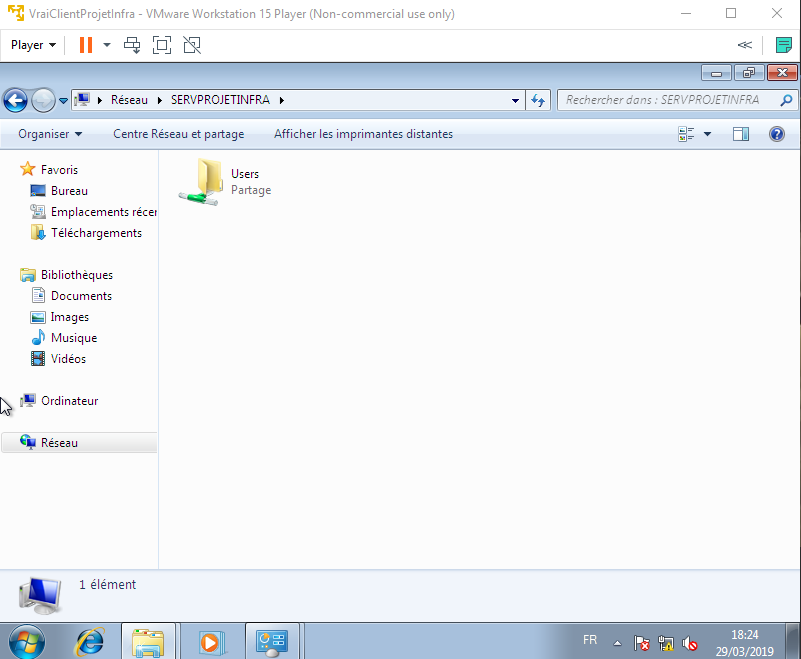 VraiClientProjetInfra - VMware Workstation 15 Player (Non-commercial use only)
Player
Réseau SERVPROJETINFRA
Rechercher dans : SERVPROJETINFRA
Organiser Centre Réseau et partage Afficher les imprimantes distantes
Favoris
Bureau
Emplacements récen
Téléchargements
Bibliothèques
Documents
Images
Musique
Vidéos
Ordinateur
Réseau
Users
Partage
1 élément
FR
18:24
29/03/2019